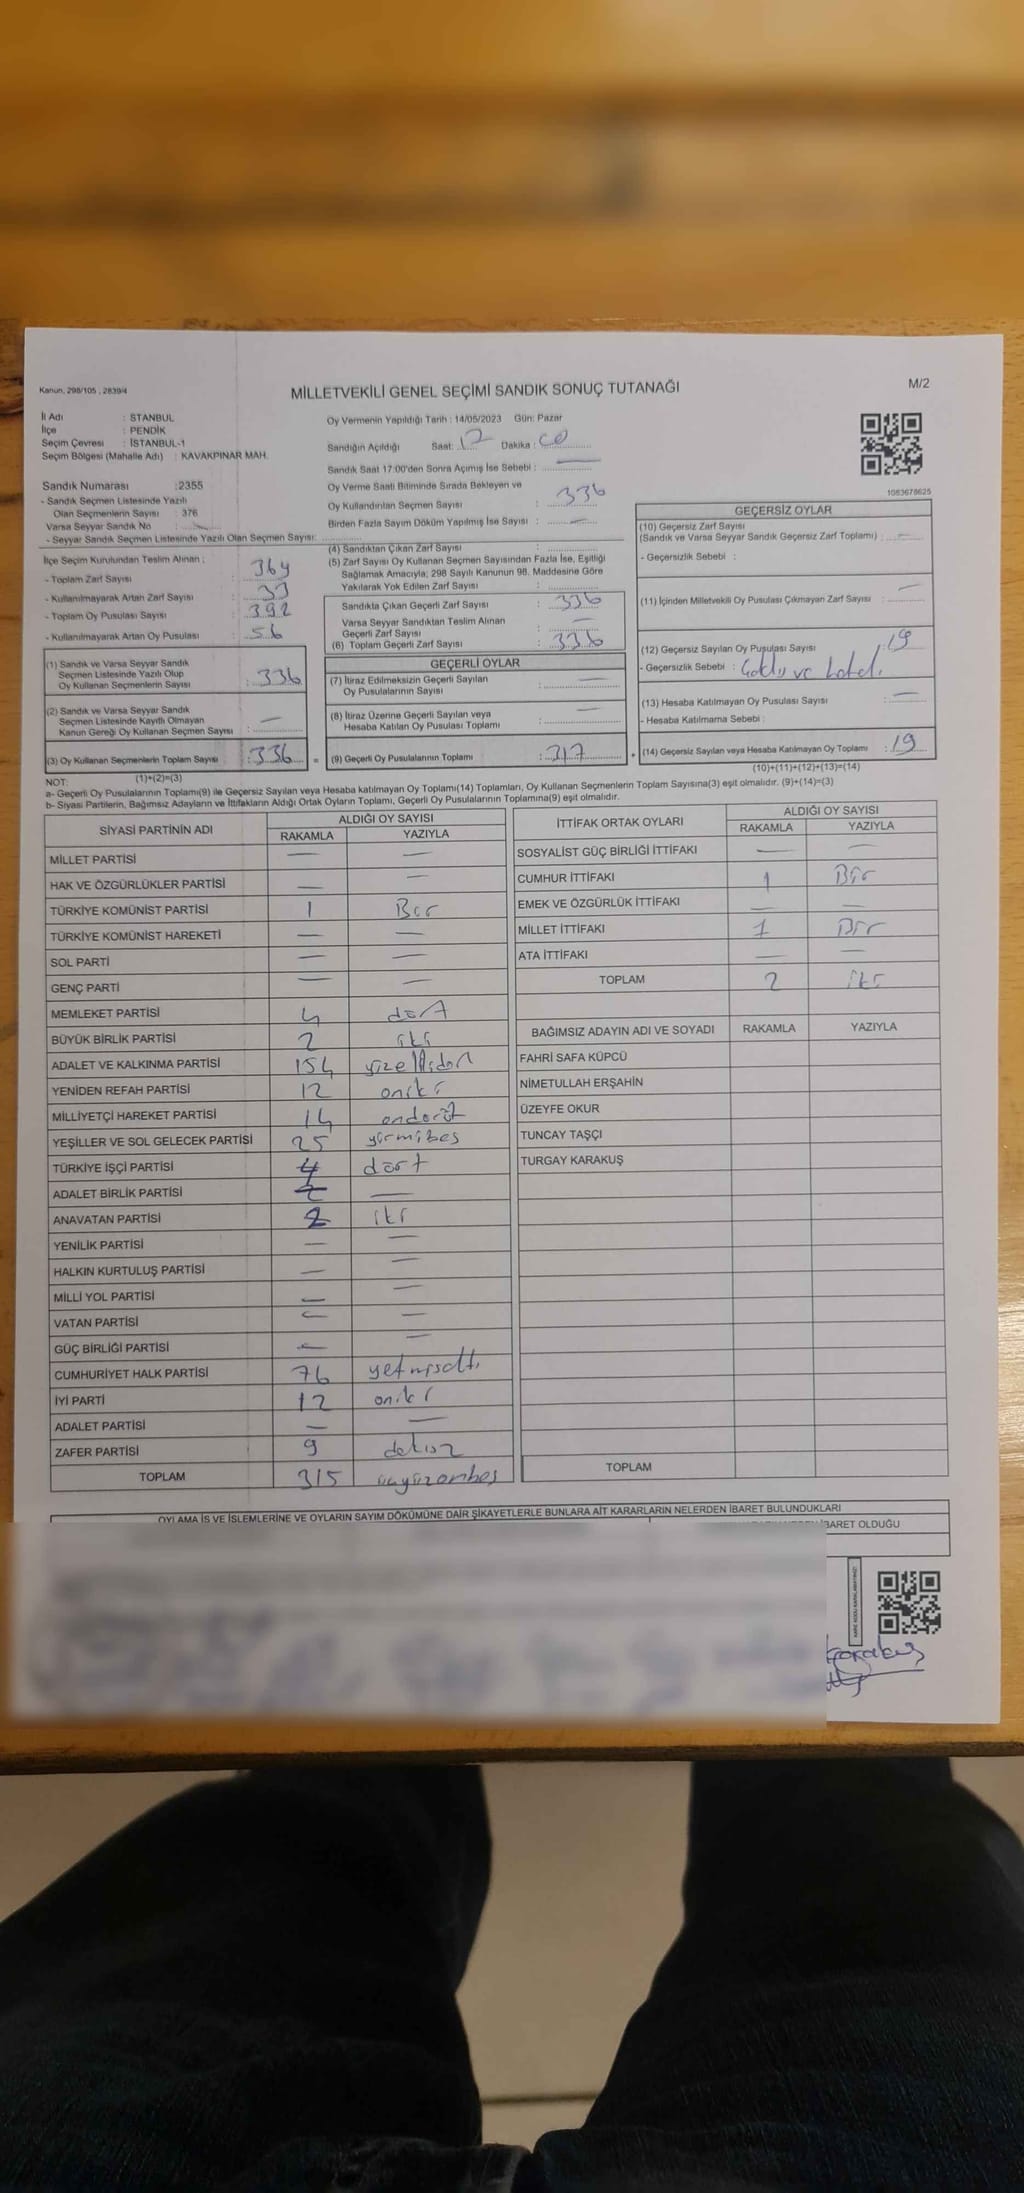 Kanun, 298/105 , 2839/4
MİLLETVEKİLİ GENEL SEÇİMİ SANDIK SONUÇ TUTANAĞI
M/2
İl Adı : STANBUL
İlçe : PENDİK
Seçim Çevresi : İSTANBUL-1
Seçim Bölgesi (Mahalle Adı) : KAVAKPINAR MAH.
Sandık Numarası :2355
- Sandık Seçmen Listesinde Yazılı
Olan Seçmenlerin Sayısı : 376
Varsa Seyyar Sandık No :
- Seyyar Sandık Seçmen Listesinde Yazılı Olan Seçmen Sayısı:
Oy Vermenin Yapıldığı Tarih : 14/05/2023 Gün: Pazar
Sandığın Açıldığı Saat: 17 Dakika : 00
Sandık Saat 17:00'den Sonra Açımış İse Sebebi : —
Oy Verme Saati Bitiminde Sırada Bekleyen ve
Oy Kullandırılan Seçmen Sayısı : 336
Birden Fazla Sayım Döküm Yapılmış İse Sayısı : —
1083678625
İlçe Seçim Kurulundan Teslim Alınan ;
- Toplam Zarf Sayısı : 369
- Kullanılmayarak Artan Zarf Sayısı : 33
- Toplam Oy Pusulası Sayısı : 392
- Kullanılmayarak Artan Oy Pusulası : 56
(1) Sandık ve Varsa Seyyar Sandık
Seçmen Listesinde Yazılı Olup
Oy Kullanan Seçmenlerin Sayısı : 336
(2) Sandık ve Varsa Seyyar Sandık
Seçmen Listesinde Kayıtlı Olmayan
Kanun Gereği Oy Kullanan Seçmen Sayısı : —
(3) Oy Kullanan Seçmenlerin Toplam Sayısı : 336
(1)+(2)=(3)
(4) Sandıktan Çıkan Zarf Sayısı :
(5) Zarf Sayısı Oy Kullanan Seçmen Sayısından Fazla İse, Eşitliği
Sağlamak Amacıyla; 298 Sayılı Kanunun 98. Maddesine Göre
Yakılarak Yok Edilen Zarf Sayısı :
Sandıkta Çıkan Geçerli Zarf Sayısı : 336
Varsa Seyyar Sandıktan Teslim Alınan
Geçerli Zarf Sayısı : —
(6) Toplam Geçerli Zarf Sayısı : 336
GEÇERLİ OYLAR
(7) İtiraz Edilmeksizin Geçerli Sayılan
Oy Pusulalarının Sayısı : —
(8) İtiraz Üzerine Geçerli Sayılan veya
Hesaba Katılan Oy Pusulası Toplamı : —
= (9) Geçerli Oy Pusulalarının Toplamı : 317
GEÇERSİZ OYLAR
(10) Geçersiz Zarf Sayısı
(Sandık ve Varsa Seyyar Sandık Geçersiz Zarf Toplamı) : —
- Geçersizlik Sebebi :
(11) İçinden Milletvekili Oy Pusulası Çıkmayan Zarf Sayısı : —
(12) Geçersiz Sayılan Oy Pusulası Sayısı : 19
- Geçersizlik Sebebi : ve
(13) Hesaba Katılmayan Oy Pusulası Sayısı : —
- Hesaba Katılmama Sebebi :
+ (14) Geçersiz Sayılan veya Hesaba Katılmayan Oy Toplamı : 19
(10)+(11)+(12)+(13)=(14)
NOT:
a- Geçerli Oy Pusulalarının Toplamı(9) ile Geçersiz Sayılan veya Hesaba katılmayan Oy Toplamı(14) Toplamları, Oy Kullanan Seçmenlerin Toplam Sayısına(3) eşit olmalıdır. (9)+(14)=(3)
b- Siyasi Partilerin, Bağımsız Adayların ve İttifakların Aldığı Ortak Oyların Toplamı, Geçerli Oy Pusulalarının Toplamına(9) eşit olmalıdır.
SİYASİ PARTİNİN ADI ALDIĞI OY SAYISI
RAKAMLA YAZIYLA
MİLLET PARTİSİ — —
HAK VE ÖZGÜRLÜKLER PARTİSİ — —
TÜRKİYE KOMÜNİST PARTİSİ 1 Bir
TÜRKİYE KOMÜNİST HAREKETİ — —
SOL PARTİ — —
GENÇ PARTİ — —
MEMLEKET PARTİSİ 4 dört
BÜYÜK BİRLİK PARTİSİ 2 iki
ADALET VE KALKINMA PARTİSİ 154 yüzellidört
YENİDEN REFAH PARTİSİ 12 oniki
MİLLİYETÇİ HAREKET PARTİSİ 14 ondört
YEŞİLLER VE SOL GELECEK PARTİSİ 25 yirmibeş
TÜRKİYE İŞÇİ PARTİSİ 4 dört
ADALET BİRLİK PARTİSİ —
ANAVATAN PARTİSİ 2 iki
YENİLİK PARTİSİ — —
HALKIN KURTULUŞ PARTİSİ — —
MİLLİ YOL PARTİSİ — —
VATAN PARTİSİ — —
GÜÇ BİRLİĞİ PARTİSİ — —
CUMHURİYET HALK PARTİSİ 76 yetmişaltı
İYİ PARTİ 12 oniki
ADALET PARTİSİ — —
ZAFER PARTİSİ 9 dokuz
TOPLAM 315 üçyüzonbeş
İTTİFAK ORTAK OYLARI ALDIĞI OY SAYISI
RAKAMLA YAZIYLA
SOSYALİST GÜÇ BİRLİĞİ İTTİFAKI — —
CUMHUR İTTİFAKI 1 Bir
EMEK VE ÖZGÜRLÜK İTTİFAKI — —
MİLLET İTTİFAKI 1 Bir
ATA İTTİFAKI — —
TOPLAM 2 iki
BAĞIMSIZ ADAYIN ADI VE SOYADI RAKAMLA YAZIYLA
FAHRİ SAFA KÜPCÜ
NİMETULLAH ERŞAHİN
ÜZEYFE OKUR
TUNCAY TAŞÇI
TURGAY KARAKUŞ
TOPLAM
OYLAMA İŞ VE İŞLEMLERİNE VE OYLARIN SAYIM DÖKÜMÜNE DAİR ŞİKAYETLERLE BUNLARA AİT KARARLARIN NELERDEN İBARET BULUNDUKLARI
İBARET OLDUĞU